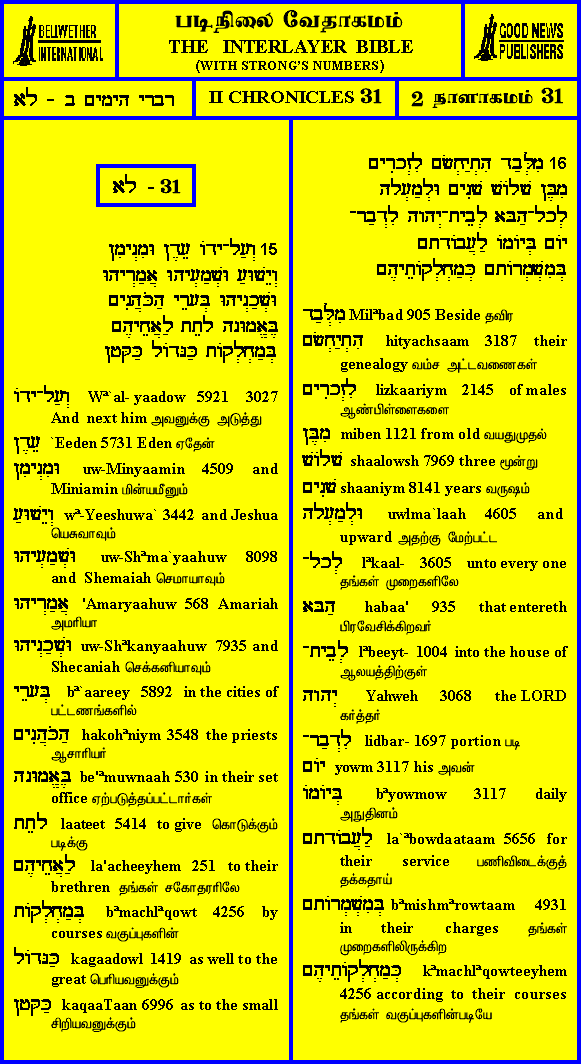 BELLWETHER
INTERNATIONAL
படிநிலை வேதாகமம்
THE INTERLAYER BIBLE
(WITH STRONG'S NUMBERS)
GOOD NEWS
PUBLISHERS
דברי הימים ב - לא
II CHRONICLES 31
2 நாளாகமம் 31
לא - 31
15 וְעַל־יָדוֹ עֵדֶן וּמִנְיָמִן
וְיֵשׁוּעַ וּשְׁמַעְיָהוּ אֲמַרְיָהוּ
וּשְׁכַנְיָהוּ בְּעָרֵי הַכֹּהֲנִים
בֶּאֱמוּנָה לָתֵת לַאֲחֵיהֶם
בְּמַחְלְקוֹת כַּגָּדוֹל כַּקָּטָן
וְעַל־יָדוֹ Wª`al- yaadow 5921 3027
And next him அவனுக்கு அடுத்து
עֵדֶן `Eeden 5731 Eden ஏதேன்
וּמִנְיָמִן uw-Minyaamin 4509 and
Miniamin மின்யமீனும்
וְיֵשׁוּעַ wª-Yeeshuwa` 3442 and Jeshua
யெசுவாவும்
וּשְׁמַעְיָהוּ uw-Shªma`yaahuw 8098
and Shemaiah செமாயாவும்
אֲמַרְיָהוּ 'Amaryaahuw 568 Amariah
அமரியா
וּשְׁכַנְיָהוּ uw-Shªkanyaahuw 7935 and
Shecaniah செக்கனியாவும்
בְּעָרֵי bª`aareey 5892 in the cities of
பட்டணங்களில்
הַכֹּהֲנִים hakohªniym 3548 the priests
ஆசாரியர்
בֶּאֱמוּנָה be'ªmuwnaah 530 in their set
office ஏற்படுத்தப்பட்டார்கள்
לָתֵת laateet 5414 to give கொடுக்கும்
படிக்கு
לַאֲחֵיהֶם la'acheeyhem 251 to their
brethren தங்கள் சகோதரரிலே
בְּמַחְלְקוֹת bªmachlªqowt 4256 by
courses வகுப்புகளின்
כַּגָּדוֹל kagaadowl 1419 as well to the
great பெரியவனுக்கும்
כַּקָּטָן kaqaaTaan 6996 as to the small
சிறியவனுக்கும்
16 מִלְּבַד הִתְיַחְשָׂם לִזְכָרִים
מִבֶּן שָׁלוֹשׁ שָׁנִים וּלְמַעְלָה
לְכָל־הַבָּא לְבֵית־יְהוָה לִדְבַר־
יוֹם בְּיוֹמוֹ לַעֲבוֹדָתָם
בְּמִשְׁמְרוֹתָם כְּמַחְלְקוֹתֵיהֶם
מִלְּבַד Milªbad 905 Beside தவிர
הִתְיַחְשָׂם hityachsaam 3187 their
genealogy வம்ச அட்டவணைகள்
לִזְכָרִים lizkaariym 2145 of males
ஆண்பிள்ளைகளை
מִבֶּן miben 1121 from old வயதுமுதல்
שָׁלוֹשׁ shaalowsh 7969 three மூன்று
שָׁנִים shaaniym 8141 years வருஷம்
וּלְמַעְלָה uwlma`laah 4605 and
upward அதற்கு மேற்பட்ட
לְכָל־ lªkaal- 3605 unto every one
தங்கள் முறைகளிலே
הַבָּא habaa' 935 that entereth
பிரவேசிக்கிறவர்
לְבֵית־ lªbeeyt- 1004 into the house of
ஆலயத்திற்குள்
יְהוָה Yahweh 3068 the LORD
கர்த்தர்
לִדְבַר־ lidbar- 1697 portion படி
יוֹם yowm 3117 his அவன்
בְּיוֹמוֹ bªyowmow 3117 daily
அநுதினம்
לַעֲבוֹדָתָם la`ªbowdaataam 5656 for
their service பணிவிடைக்குத்
தக்கதாய்
בְּמִשְׁמְרוֹתָם bªmishmªrowtaam 4931
in their charges தங்கள்
முறைகளிலிருக்கிற
כְּמַחְלְקוֹתֵיהֶם kªmachlªqowteeyhem
4256 according to their courses
தங்கள் வகுப்புகளின்படியே